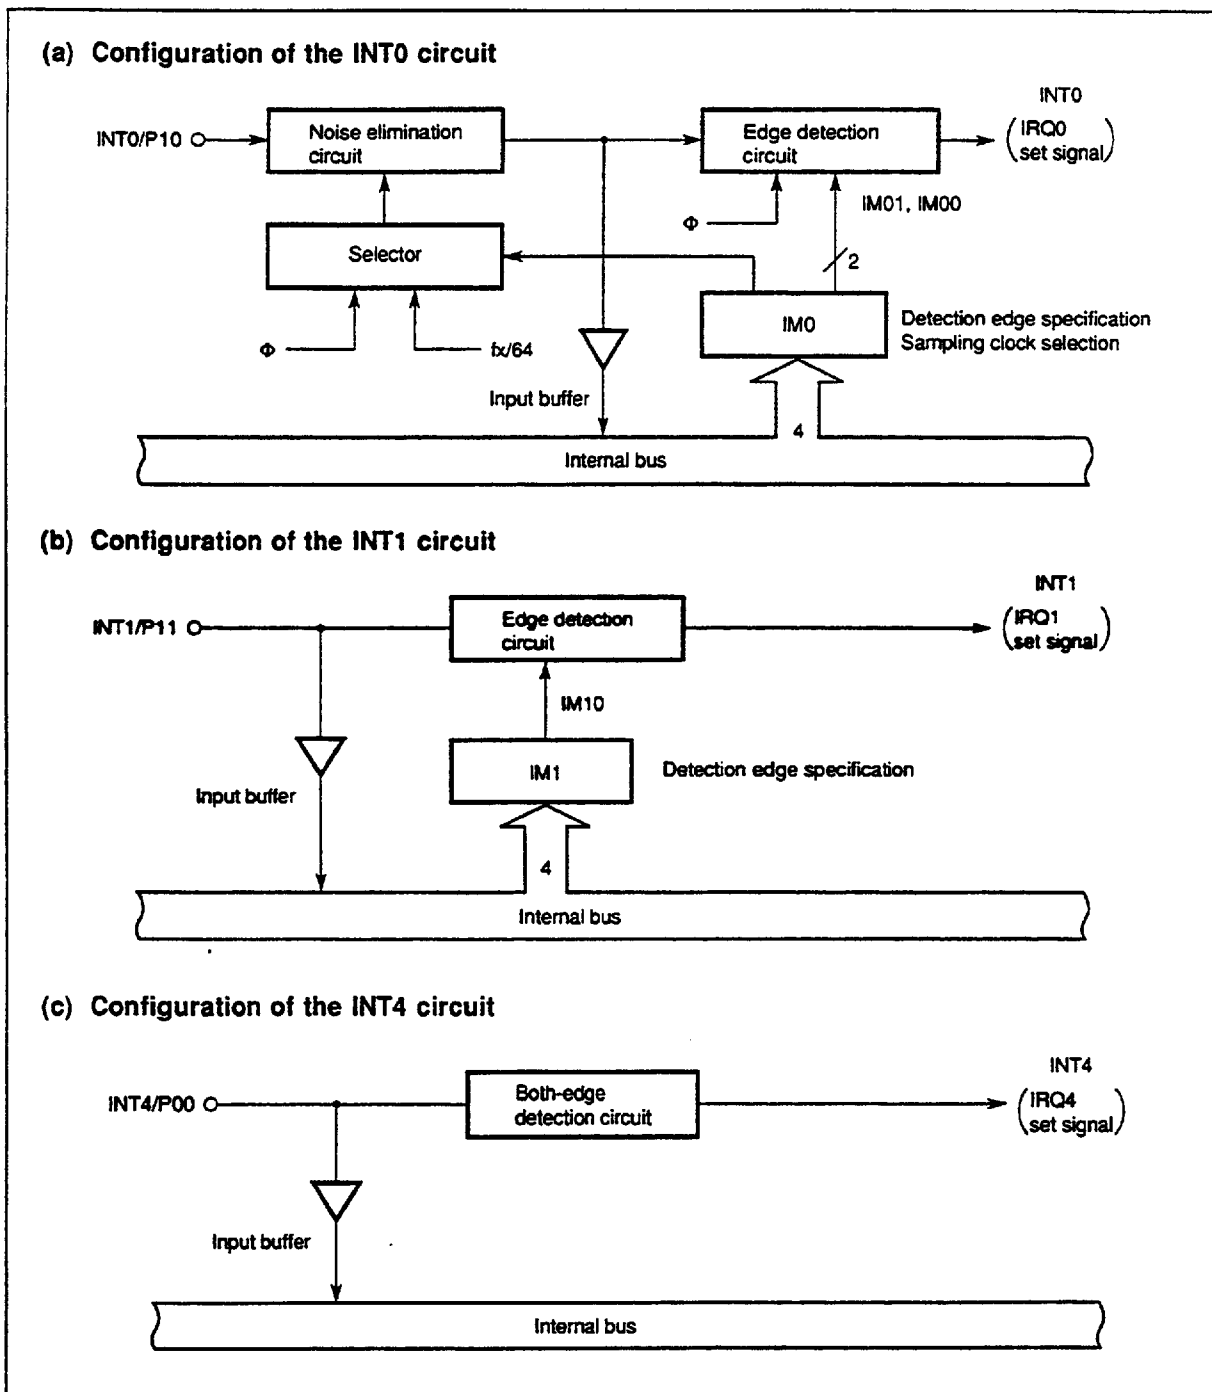 (a) Configuration of the INT0 circuit
INT0/P10
Noise elimination
circuit
Edge detection
circuit
INT0
(IRQ0
set signal)
Φ
IM01, IM00
Selector
2
IM0
Detection edge specification
Sampling clock selection
Φ
fx/64
Input buffer
4
Internal bus
(b) Configuration of the INT1 circuit
INT1/P11
Edge detection
circuit
INT1
(IRQ1
set signal)
IM10
IM1
Detection edge specification
Input buffer
4
Internal bus
(c) Configuration of the INT4 circuit
INT4/P00
Both-edge
detection circuit
INT4
(IRQ4
set signal)
Input buffer
Internal bus